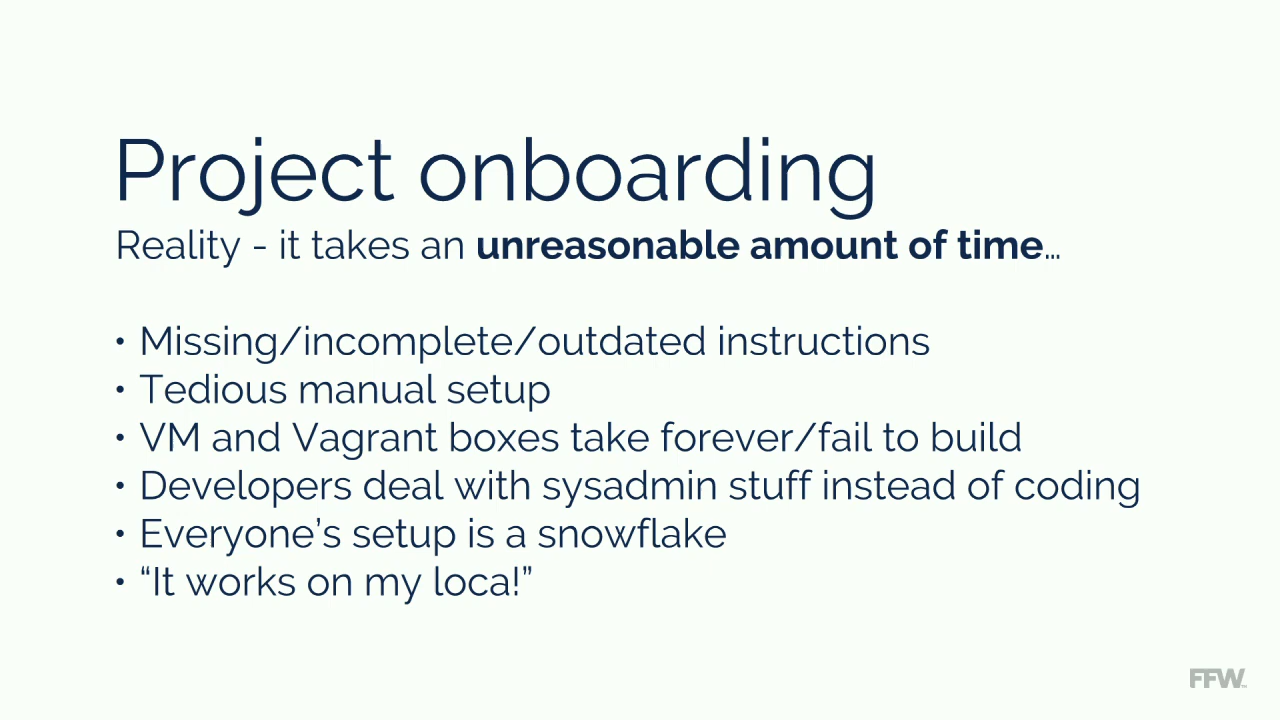 Project onboarding
Reality - it takes an unreasonable amount of time...
• Missing/incomplete/outdated instructions
• Tedious manual setup
• VM and Vagrant boxes take forever/fail to build
• Developers deal with sysadmin stuff instead of coding
• Everyone’s setup is a snowflake
• “It works on my loca!”
FFW